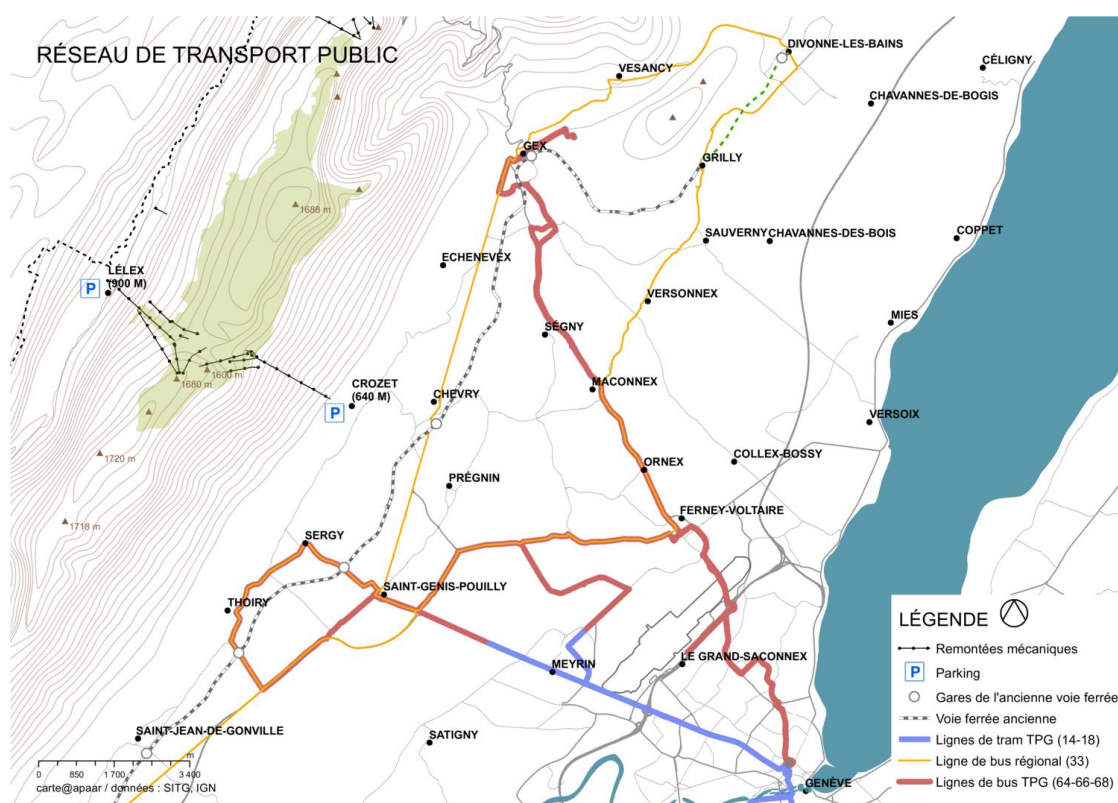 RÉSEAU DE TRANSPORT PUBLIC
DIVONNE-LES-BAINS
CÉLIGNY
VESANCY
CHAVANNES-DE-BOGIS
GEX
GRILLY
1688 m
SAUVERNY
CHAVANNES-DES-BOIS
COPPET
ECHENEVEX
LÉLEX
(900 M)
P
VERSONNEX
MIES
SÉGNY
1600 m
1680 m
CROZET
(640 M)
P
CHEVRY
MACONNEX
VERSOIX
1720 m
ORNEX
COLLEX-BOSSY
PRÉGNIN
1718 m
FERNEY-VOLTAIRE
SERGY
SAINT-GENIS-POUILLY
THOIRY
MEYRIN
LE GRAND-SACONNEX
SAINT-JEAN-DE-GONVILLE
SATIGNY
GENÈVE
m
0 850 1 700 3 400
carte@apaar / données : SITG, IGN
LÉGENDE
Remontées mécaniques
P Parking
Gares de l'ancienne voie ferrée
Voie ferrée ancienne
Lignes de tram TPG (14-18)
Ligne de bus régional (33)
Lignes de bus TPG (64-66-68)